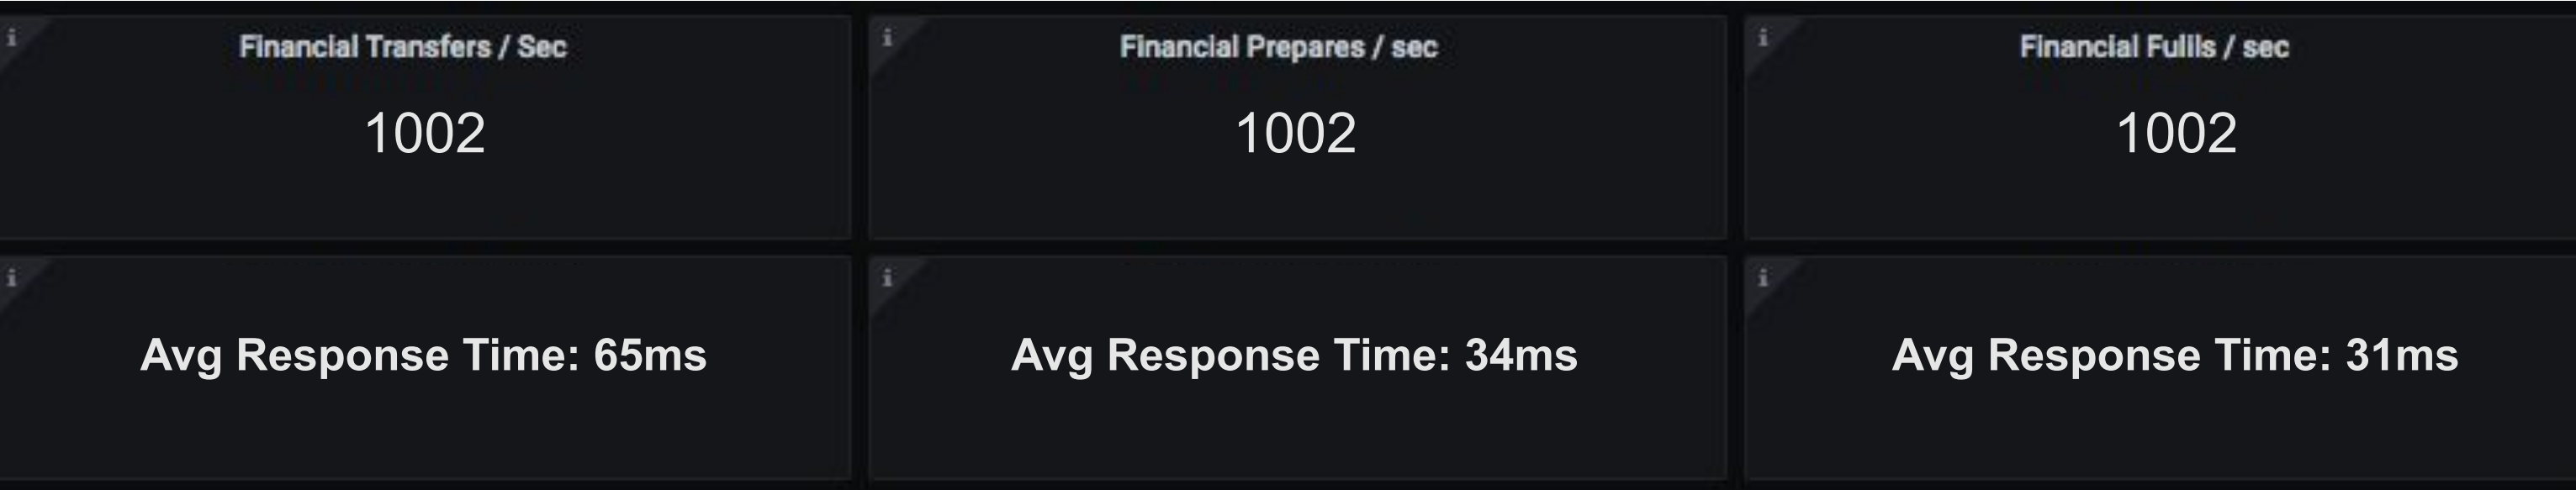 i
Financial Transfers / Sec
1002
i
Financial Prepares / sec
1002
i
Financial Fulils / sec
1002
i
Avg Response Time: 65ms
i
Avg Response Time: 34ms
i
Avg Response Time: 31ms